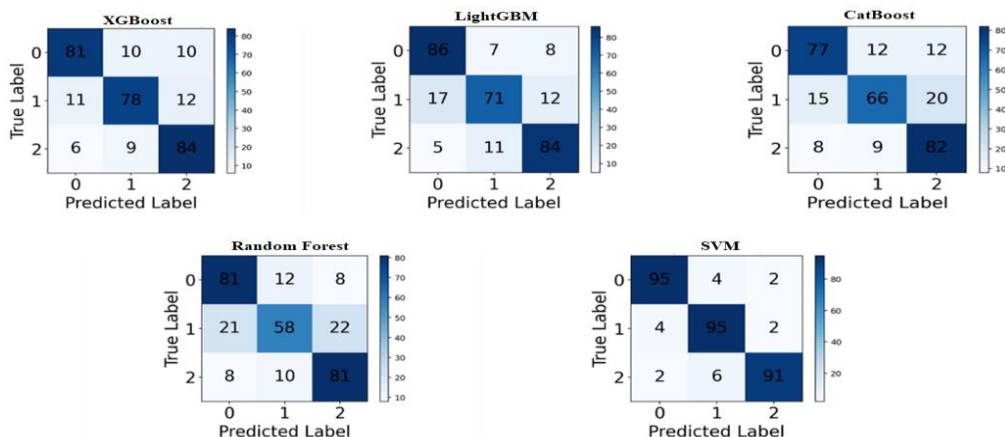 XGBoost
True Label
0 81 10 10
1 11 78 12
2 6 9 84
0 1 2
Predicted Label
80
70
60
50
40
30
20
10
LightGBM
True Label
0 86 7 8
1 17 71 12
2 5 11 84
0 1 2
Predicted Label
80
70
60
50
40
30
20
10
CatBoost
True Label
0 77 12 12
1 15 66 20
2 8 9 82
0 1 2
Predicted Label
80
70
60
50
40
30
20
10
Random Forest
True Label
0 81 12 8
1 21 58 22
2 8 10 81
0 1 2
Predicted Label
80
70
60
50
40
30
20
10
SVM
True Label
0 95 4 2
1 4 95 2
2 2 6 91
0 1 2
Predicted Label
80
60
40
20